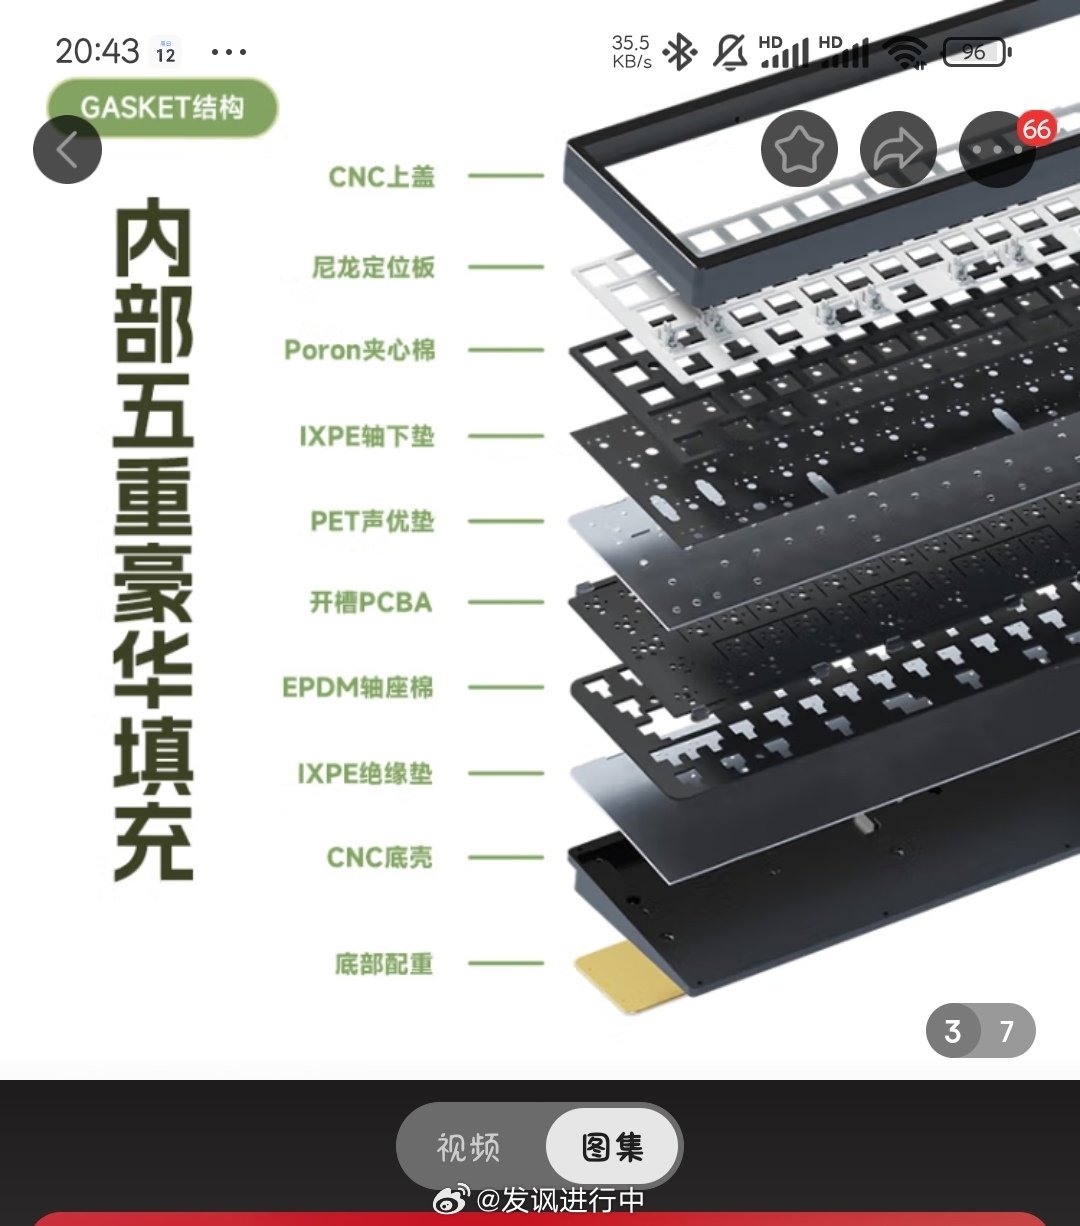 20:43
周日
12
35.5
KB/s
HD
HD
96
GASKET结构
66
内部五重豪华填充
CNC上盖
尼龙定位板
Poron夹心棉
IXPE轴下垫
PET声优垫
开槽PCBA
EPDM轴座棉
IXPE绝缘垫
CNC底壳
底部配重
3 7
视频 图集
@发讽进行中